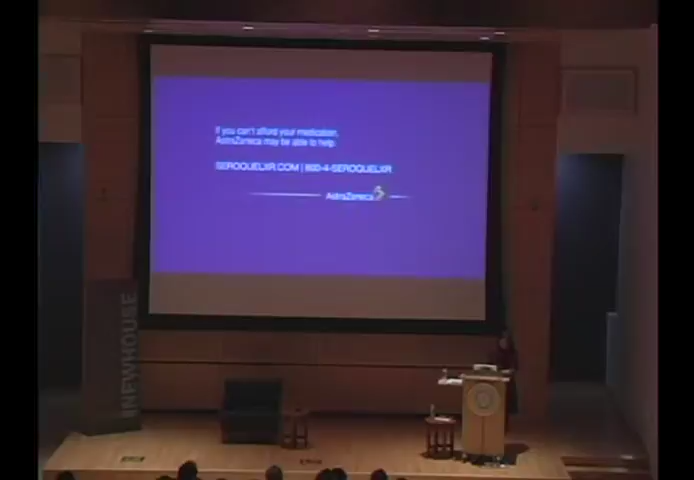 If you can't afford your medication,
AstraZeneca may be able to help.
SEROQUELXR.COM | 800-4-SEROQUELXR
AstraZeneca
NEWHOUSE